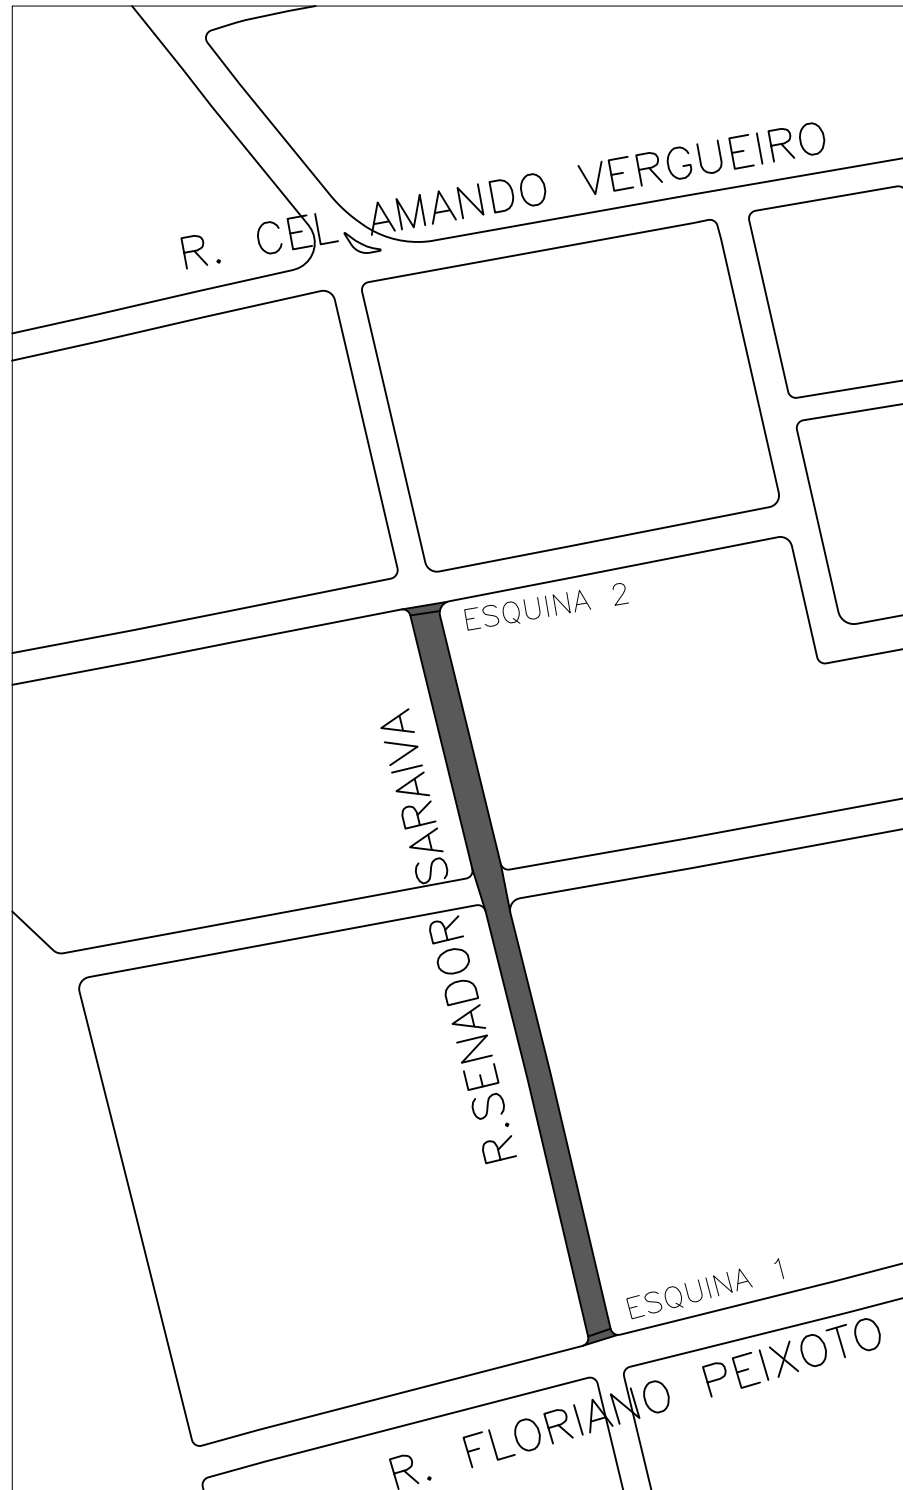 R. CEL AMANDO VERGUEIRO
ESQUINA 2
R.SENADOR SARAIVA
ESQUINA 1
R. FLORIANO PEIXOTO